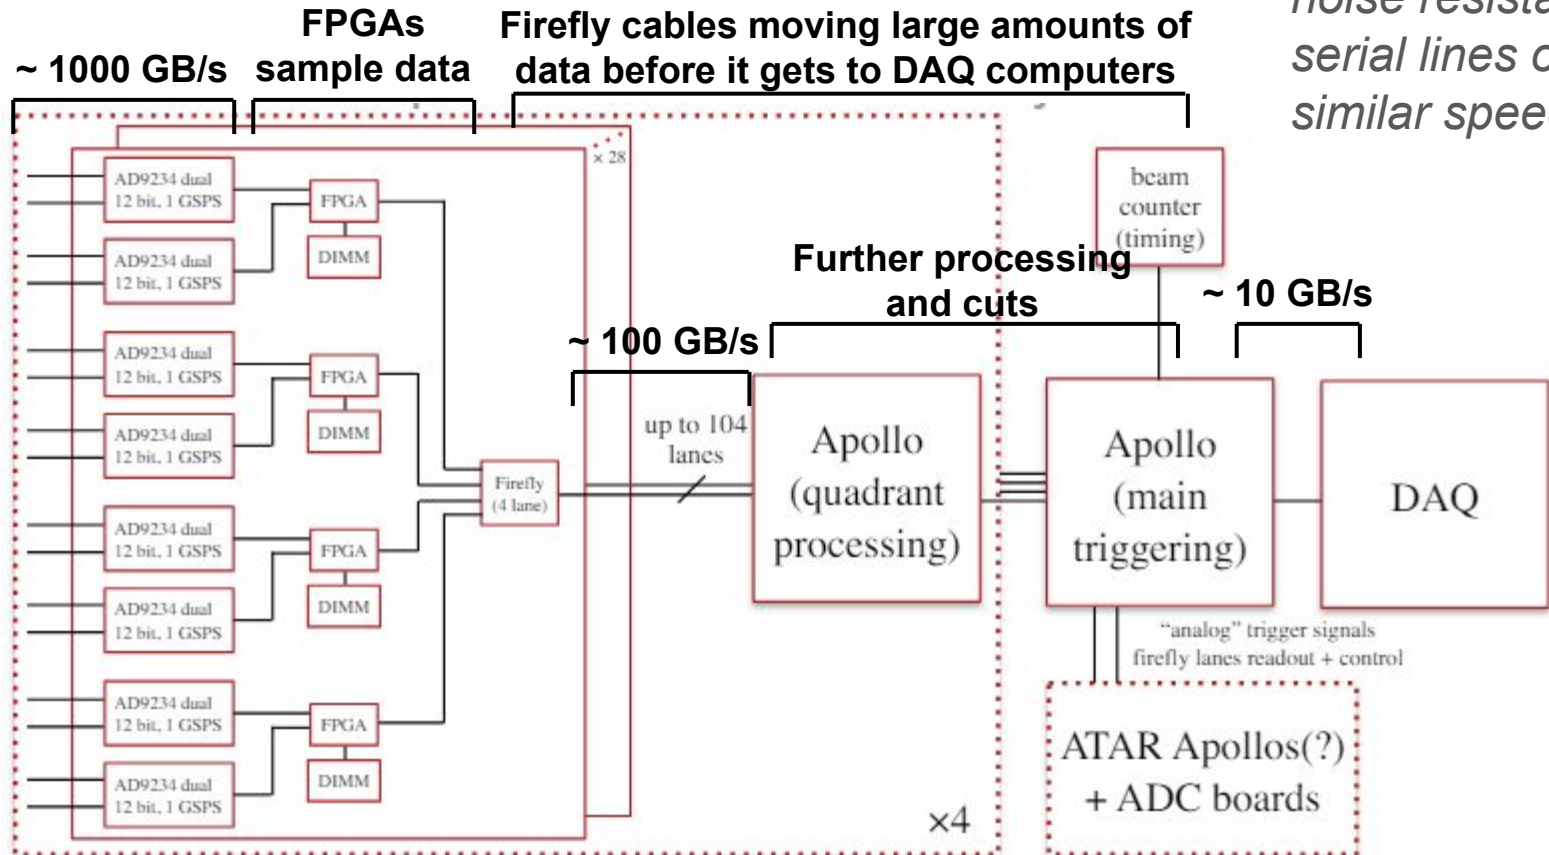 ~ 1000 GB/s
FPGAs
sample data
Firefly cables moving large amounts of
data before it gets to DAQ computers
serial lines
similar
× 28
AD9234 dual
12 bit, 1 GSPS
AD9234 dual
12 bit, 1 GSPS
FPGA
DIMM
AD9234 dual
12 bit, 1 GSPS
AD9234 dual
12 bit, 1 GSPS
FPGA
DIMM
AD9234 dual
12 bit, 1 GSPS
AD9234 dual
12 bit, 1 GSPS
FPGA
DIMM
AD9234 dual
12 bit, 1 GSPS
AD9234 dual
12 bit, 1 GSPS
FPGA
DIMM
Firefly
(4 lane)
~ 100 GB/s
up to 104
lanes
Further processing
and cuts
Apollo
(quadrant
processing)
×4
beam
counter
(timing)
~ 10 GB/s
Apollo
(main
triggering)
DAQ
“analog” trigger signals
firefly lanes readout + control
ATAR Apollos(?)
+ ADC boards